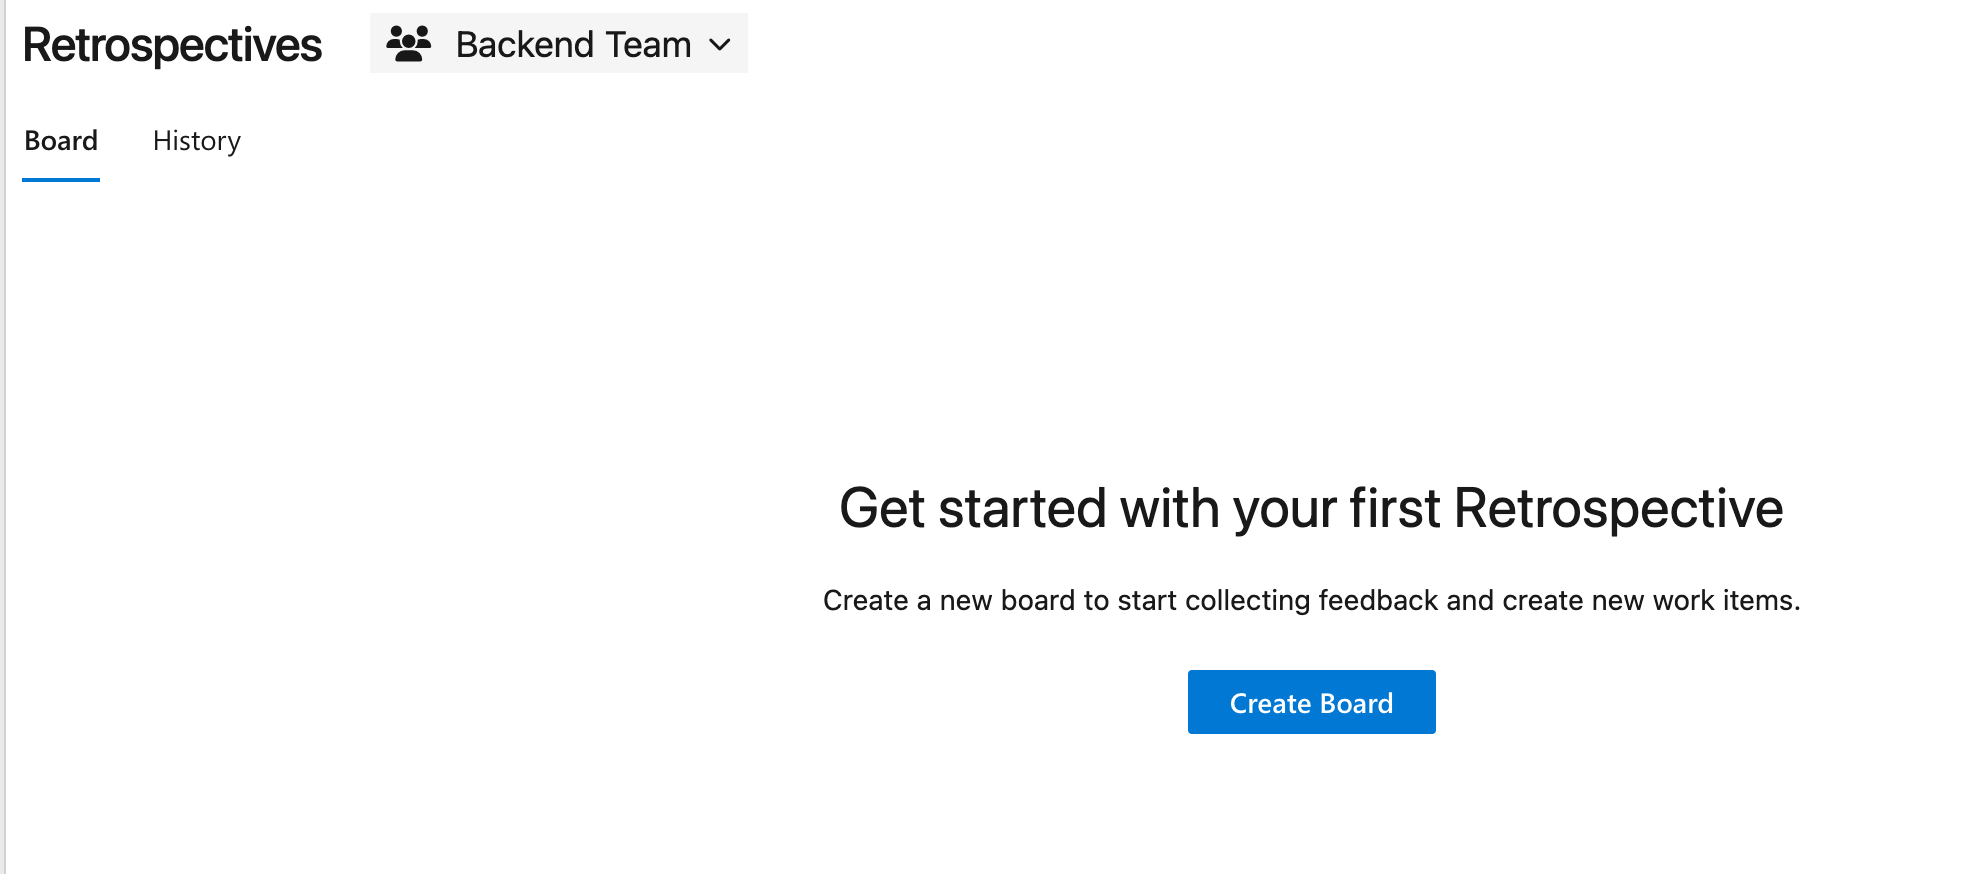 Retrospectives
Backend Team
Board
History
Get started with your first Retrospective
Create a new board to start collecting feedback and create new work items.
Create Board